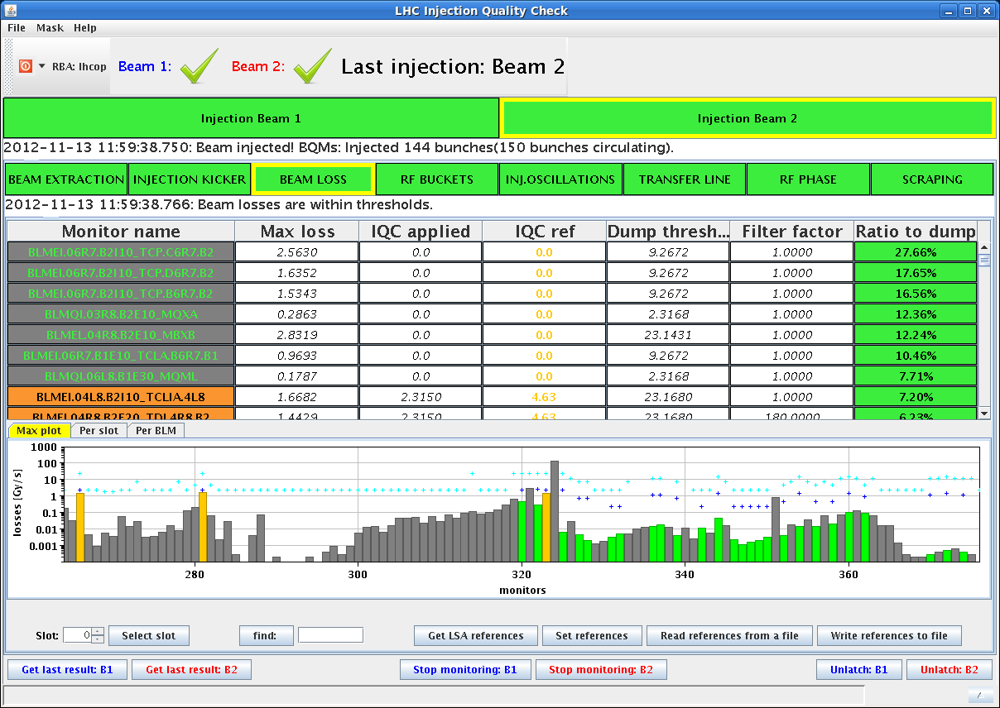 LHC Injection Quality Check
File Mask Help
RBA: lhcop Beam 1: Beam 2: Last injection: Beam 2
Injection Beam 1 Injection Beam 2
2012-11-13 11:59:38.750: Beam injected! BQMs: Injected 144 bunches(150 bunches circulating).
BEAM EXTRACTION INJECTION KICKER BEAM LOSS RF BUCKETS INJ.OSCILLATIONS TRANSFER LINE RF PHASE SCRAPING
2012-11-13 11:59:38.766: Beam losses are within thresholds.
Monitor name Max loss IQC applied IQC ref Dump thresh... Filter factor Ratio to dump
BLMEI.06R7.B2I10_TCP.C6R7.B2 2.5630 0.0 0.0 9.2672 1.0000 27.66%
BLMEI.06R7.B2I10_TCP.D6R7.B2 1.6352 0.0 0.0 9.2672 1.0000 17.65%
BLMEI.06R7.B2I10_TCP.B6R7.B2 1.5343 0.0 0.0 9.2672 1.0000 16.56%
BLMQI.03R8.B2E10_MQXA 0.2863 0.0 0.0 2.3168 1.0000 12.36%
BLMEL.04R8.B2E10_MBXB 2.8319 0.0 0.0 23.1431 1.0000 12.24%
BLMEI.06R7.B1E10_TCLA.B6R7.B1 0.9693 0.0 0.0 9.2672 1.0000 10.46%
BLMQI.06L8.B1E30_MQML 0.1787 0.0 0.0 2.3168 1.0000 7.71%
BLMEI.04L8.B2I10_TCLIA.4L8 1.6682 2.3150 4.63 23.1680 1.0000 7.20%
BLMEI.04R8.B2E20_TDI.4R8.B2 1.4429 2.3150 4.63 23.1680 180.0000 6.23%
Max plot Per slot Per BLM
losses [Gy/s]
1000
100
10
1
0.1
0.01
0.001
280 300 320 340 360
monitors
Slot: 0 Select slot find: Get LSA references Set references Read references from a file Write references to file
Get last result: B1 Get last result: B2 Stop monitoring: B1 Stop monitoring: B2 Unlatch: B1 Unlatch: B2